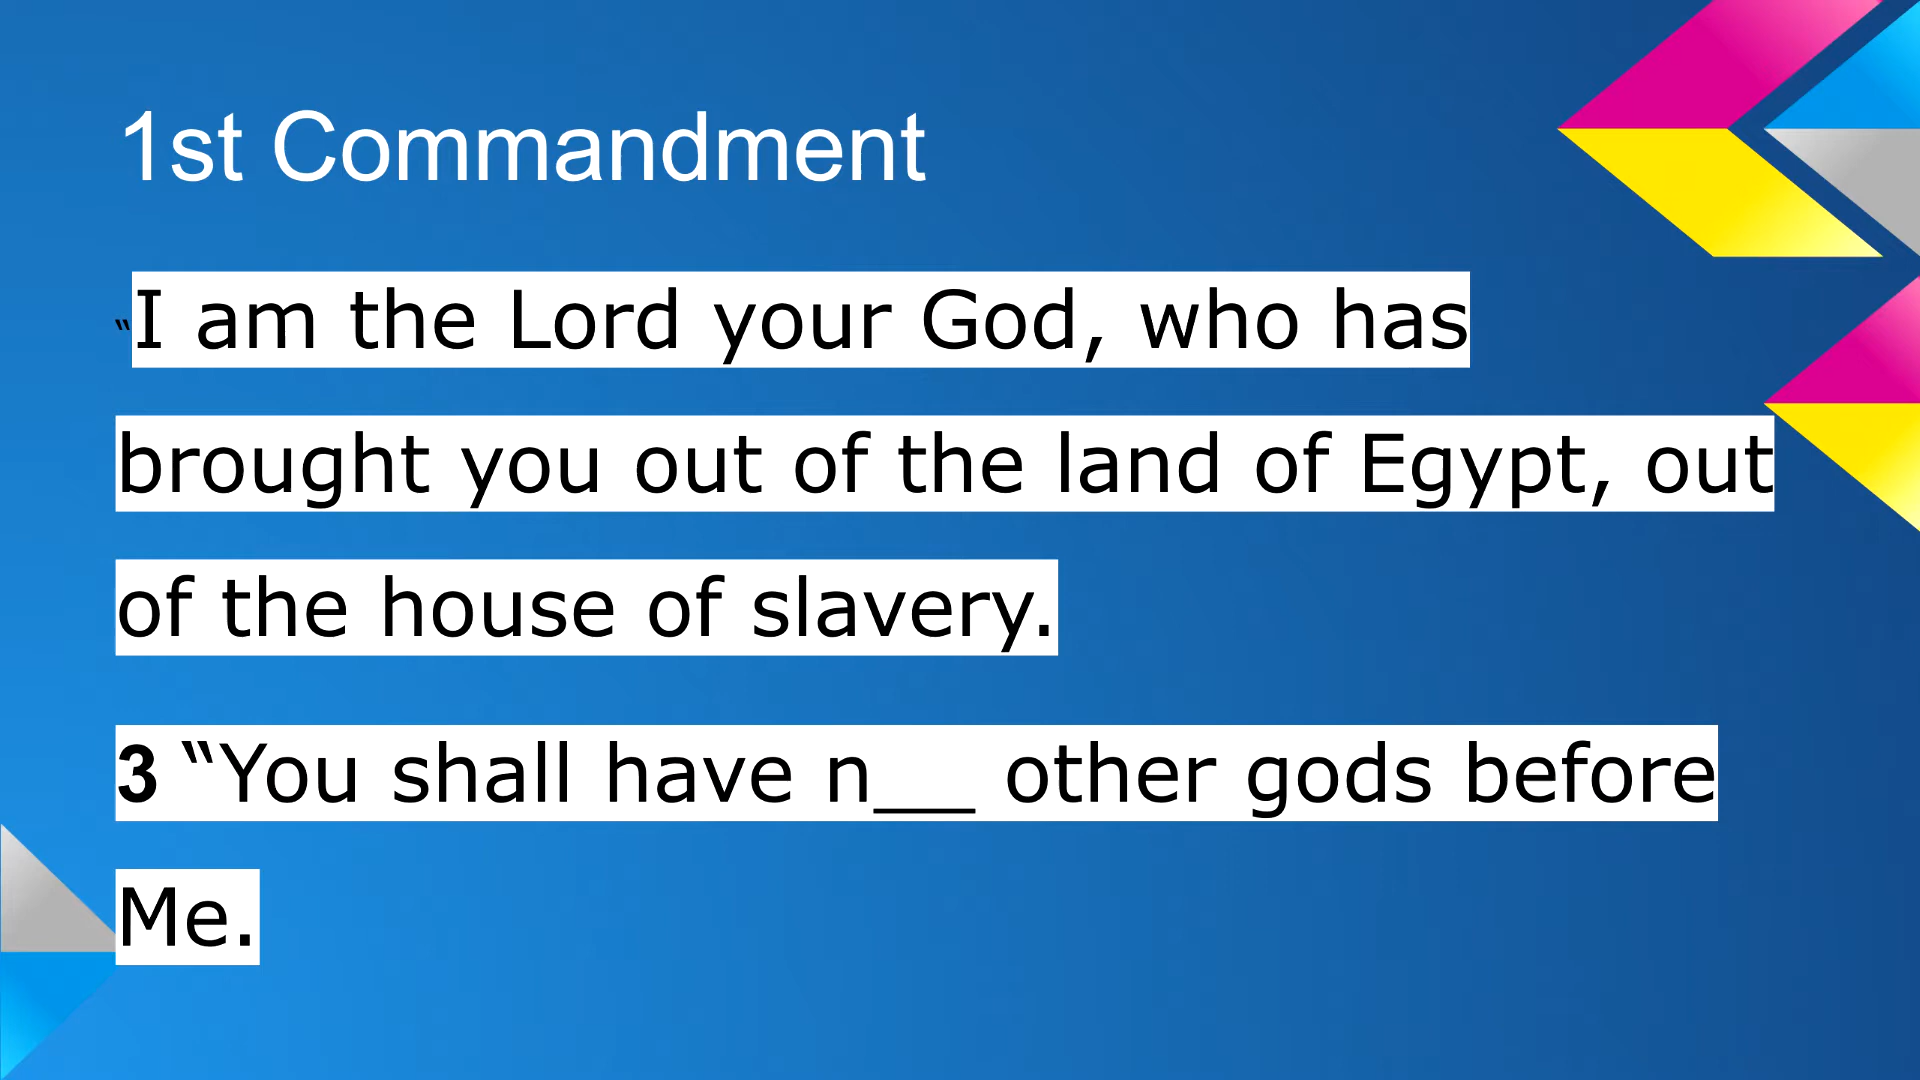 1st Commandment
“I am the Lord your God, who has
brought you out of the land of Egypt, out
of the house of slavery.
3 “You shall have n__ other gods before
Me.